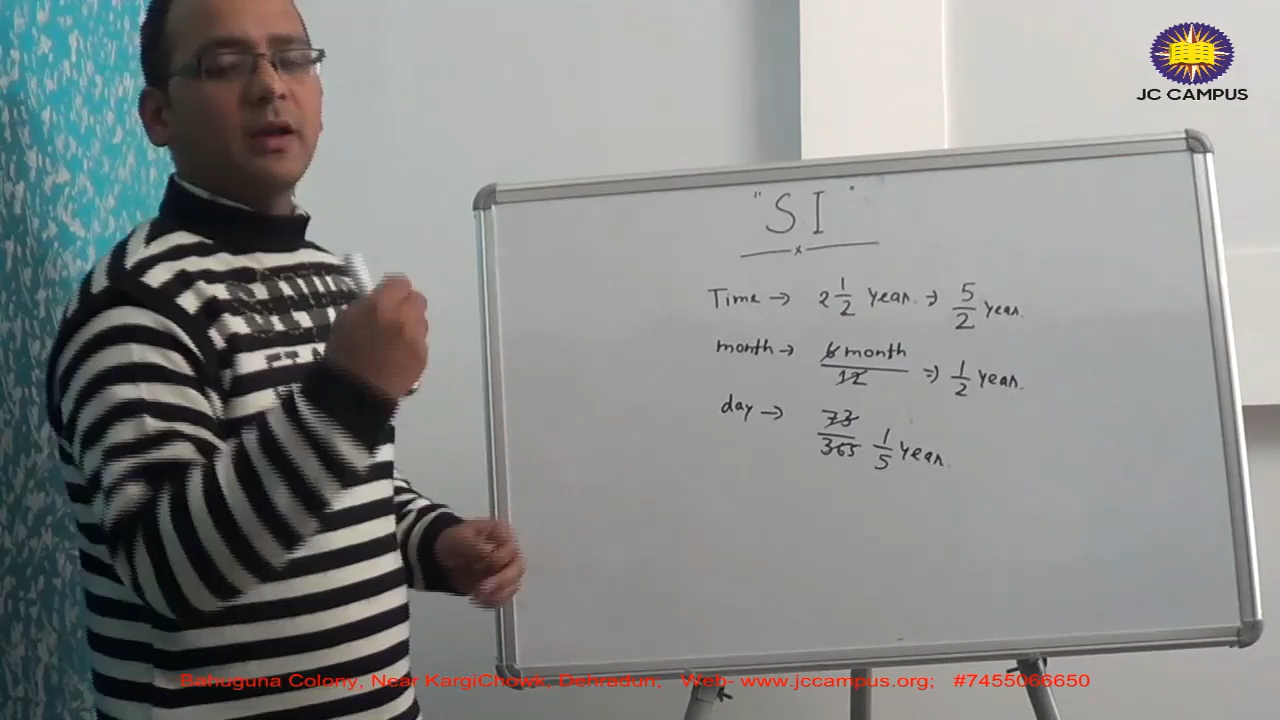 JC CAMPUS
"SI"
Time → 2 1/2 Year ⇒ 5/2 year.
month → 6 month/12 ⇒ 1/2 Year.
day → 73/365 1/5 Year.
Bahuguna Colony, Near KargiChowk, Dehradun; Web- www.jccampus.org; #7455066650